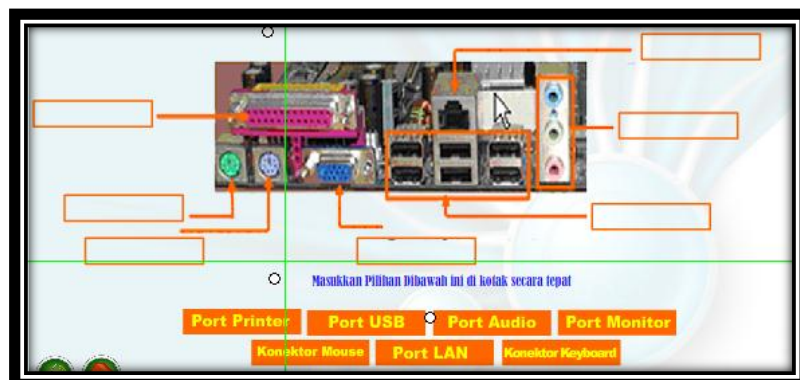 Masukkan Pilihan Dibawah ini di kotak secara tepat
Port Printer Port USB Port Audio Port Monitor
Konektor Mouse Port LAN Konektor Keyboard